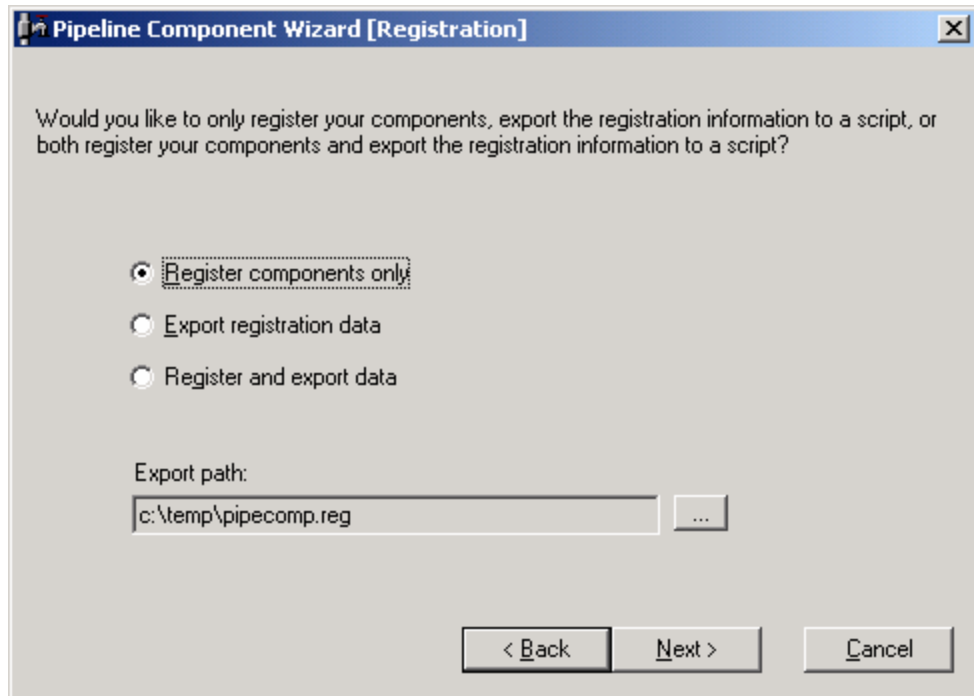 Pipeline Component Wizard [Registration]
Would you like to only register your components, export the registration information to a script, or
both register your components and export the registration information to a script?
Register components only
Export registration data
Register and export data
Export path:
c:\temp\pipecomp.reg
...
< Back
Next >
Cancel